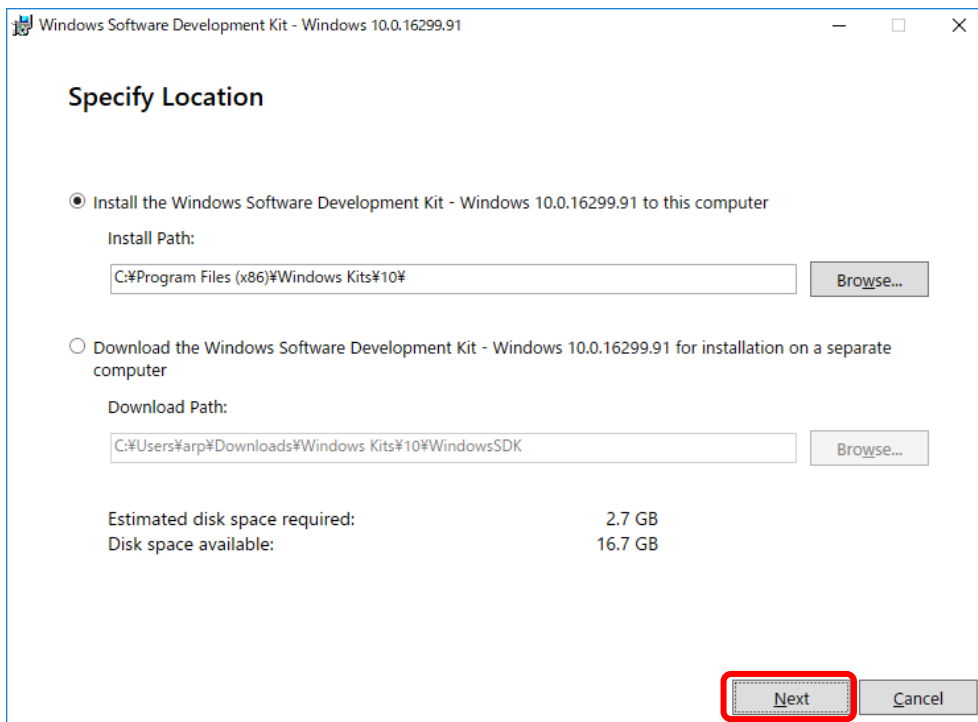 Windows Software Development Kit - Windows 10.0.16299.91
Specify Location
Install the Windows Software Development Kit - Windows 10.0.16299.91 to this computer
Install Path:
C:¥Program Files (x86)¥Windows Kits¥10¥
Browse...
Download the Windows Software Development Kit - Windows 10.0.16299.91 for installation on a separate
computer
Download Path:
C:¥Users¥arp¥Downloads¥Windows Kits¥10¥WindowsSDK
Browse...
Estimated disk space required: 2.7 GB
Disk space available: 16.7 GB
Next Cancel